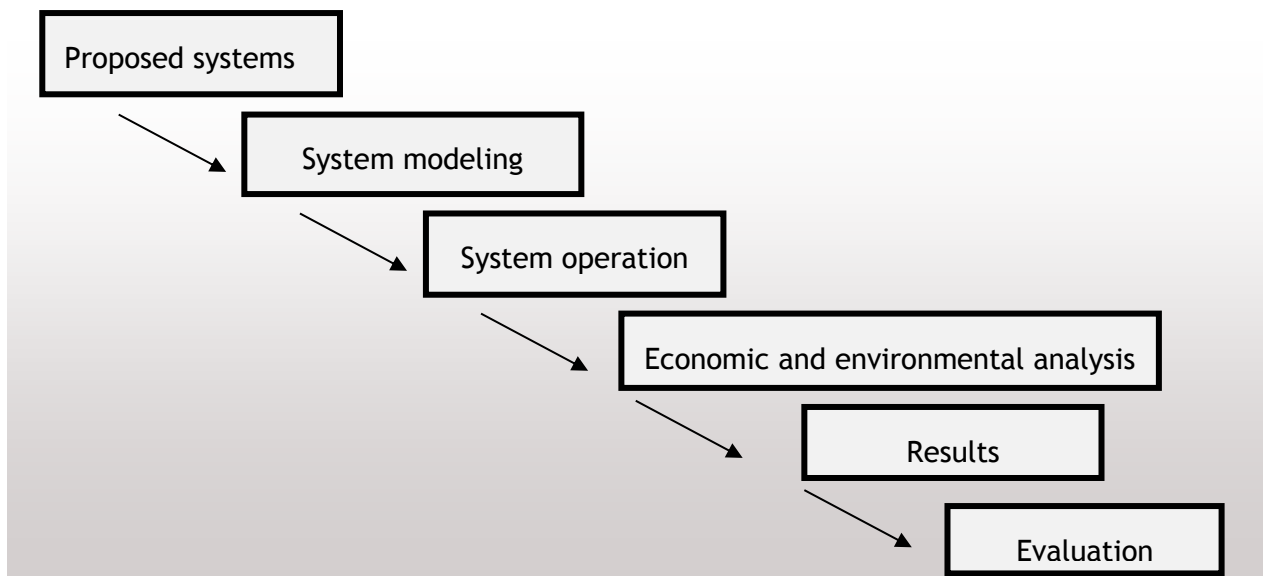 Proposed systems
System modeling
System operation
Economic and environmental analysis
Results
Evaluation